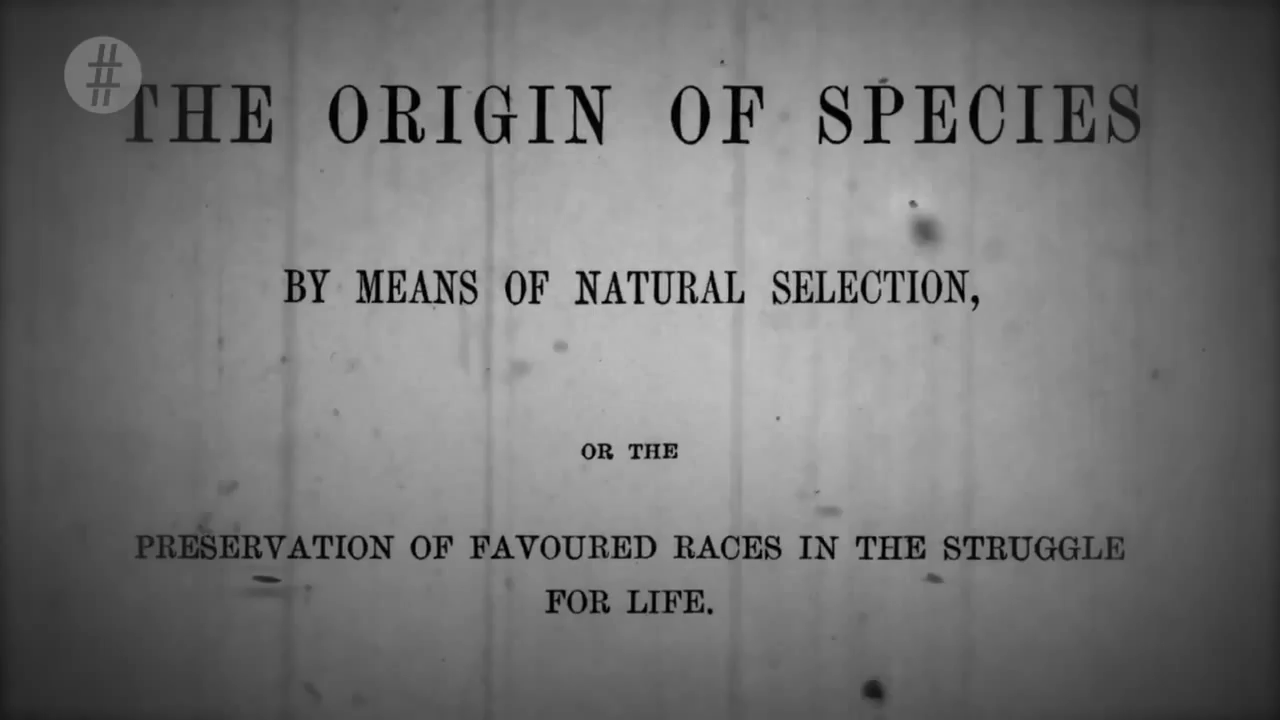 #
THE ORIGIN OF SPECIES
BY MEANS OF NATURAL SELECTION,
OR THE
PRESERVATION OF FAVOURED RACES IN THE STRUGGLE
FOR LIFE.